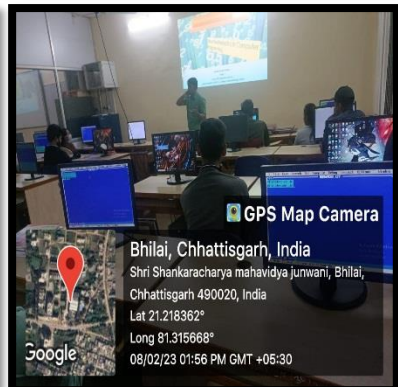 GPS Map Camera
Bhilai, Chhattisgarh, India
Shri Shankaracharya mahavidya junwani, Bhilai,
Chhattisgarh 490020, India
Lat 21.218362°
Long 81.315668°
08/02/23 01:56 PM GMT +05:30
Google